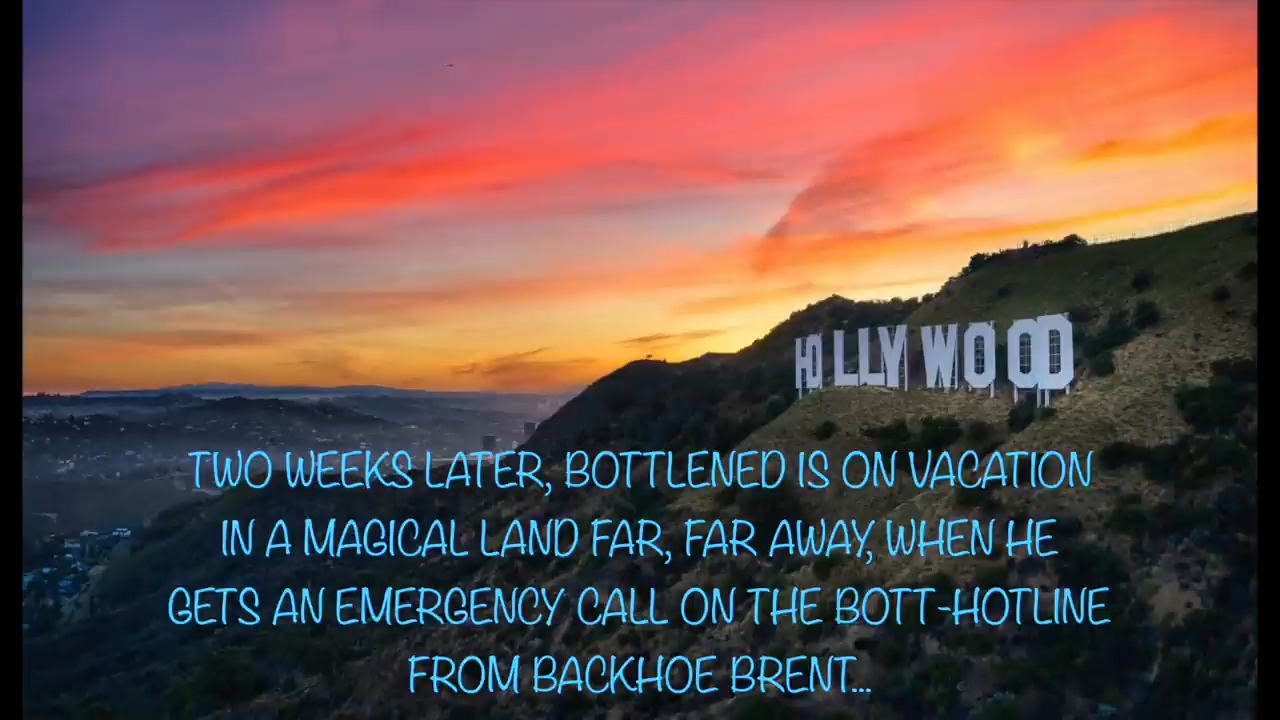 HOLLYWOOD
TWO WEEKS LATER, BOTTLENED IS ON VACATION
IN A MAGICAL LAND FAR, FAR AWAY, WHEN HE
GETS AN EMERGENCY CALL ON THE BOTT-HOTLINE
FROM BACKHOE BRENT...